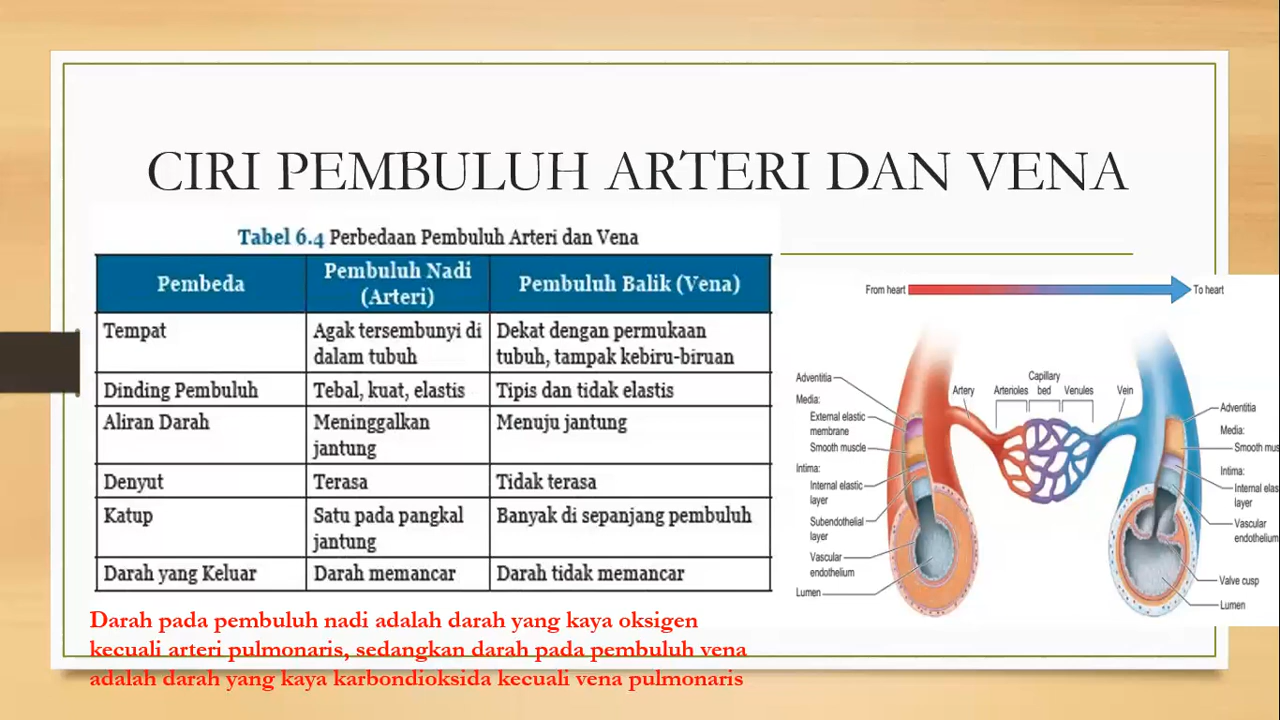 CIRI PEMBULUH ARTERI DAN VENA
Tabel 6.4 Perbedaan Pembuluh Arteri dan Vena
Pembeda
Pembuluh Nadi
(Arteri)
Pembuluh Balik (Vena)
Tempat
Agak tersembunyi di
dalam tubuh
Dekat dengan permukaan
tubuh, tampak kebiru-biruan
Dinding Pembuluh
Tebal, kuat, elastis
Tipis dan tidak elastis
Aliran Darah
Meninggalkan
jantung
Menuju jantung
Denyut
Terasa
Tidak terasa
Katup
Satu pada pangkal
jantung
Banyak di sepanjang pembuluh
Darah yang Keluar
Darah memancar
Darah tidak memancar
Darah pada pembuluh nadi adalah darah yang kaya oksigen
kecuali arteri pulmonaris, sedangkan darah pada pembuluh vena
adalah darah yang kaya karbondioksida kecuali vena pulmonaris
From heart
To heart
Adventitia
Media:
External elastic
membrane
Smooth muscle
Intima:
Internal elastic
layer
Subendothelial
layer
Vascular
endothelium
Lumen
Artery
Arterioles
Capillary
bed
Venules
Vein
Adventitia
Media:
Smooth mus
Intima:
Internal elas
layer
Vascular
endothelium
Valve cusp
Lumen